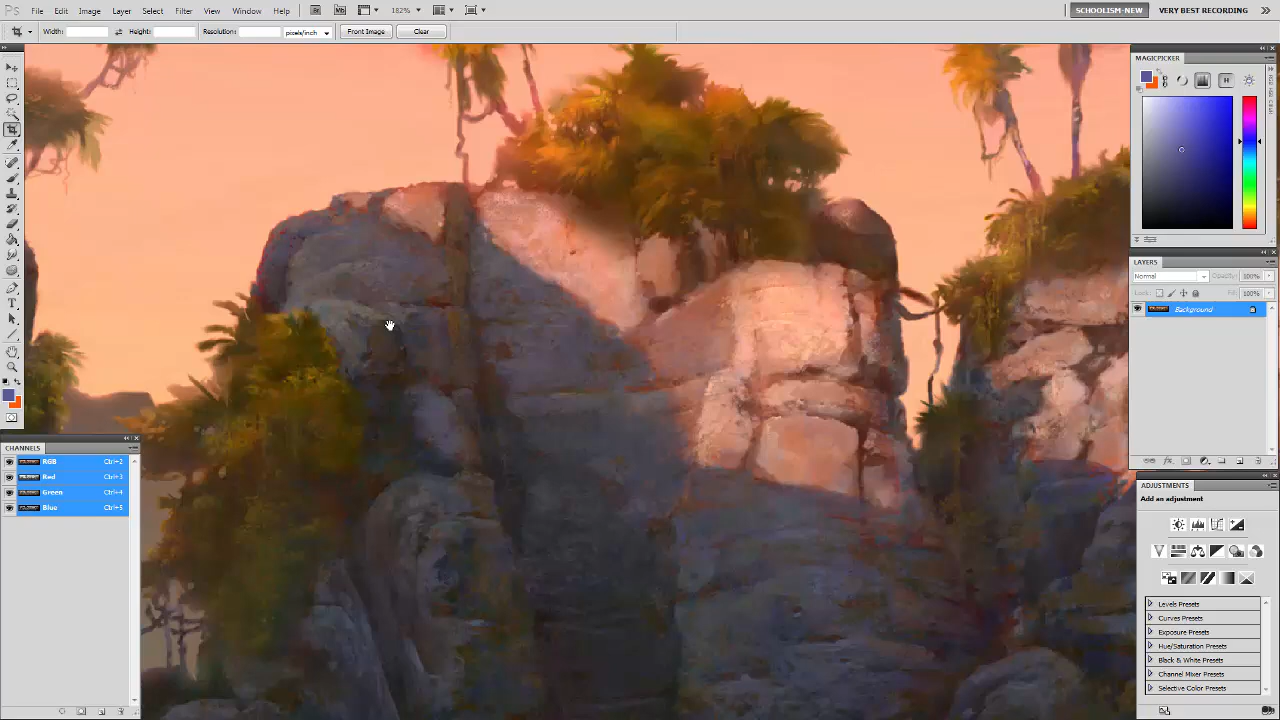 Ps File Edit Image Layer Select Filter View Window Help Br Mb 182% SCHOOLISM-NEW VERY BEST RECORDING
Width: Height: Resolution: pixels/inch Front Image Clear
MAGICPICKER
H
LAYERS
Normal Opacity: 100%
Lock: Fill: 100%
Background
CHANNELS
RGB Ctrl+2
Red Ctrl+3
Green Ctrl+4
Blue Ctrl+5
ADJUSTMENTS
Add an adjustment
Levels Presets
Curves Presets
Exposure Presets
Hue/Saturation Presets
Black & White Presets
Channel Mixer Presets
Selective Color Presets